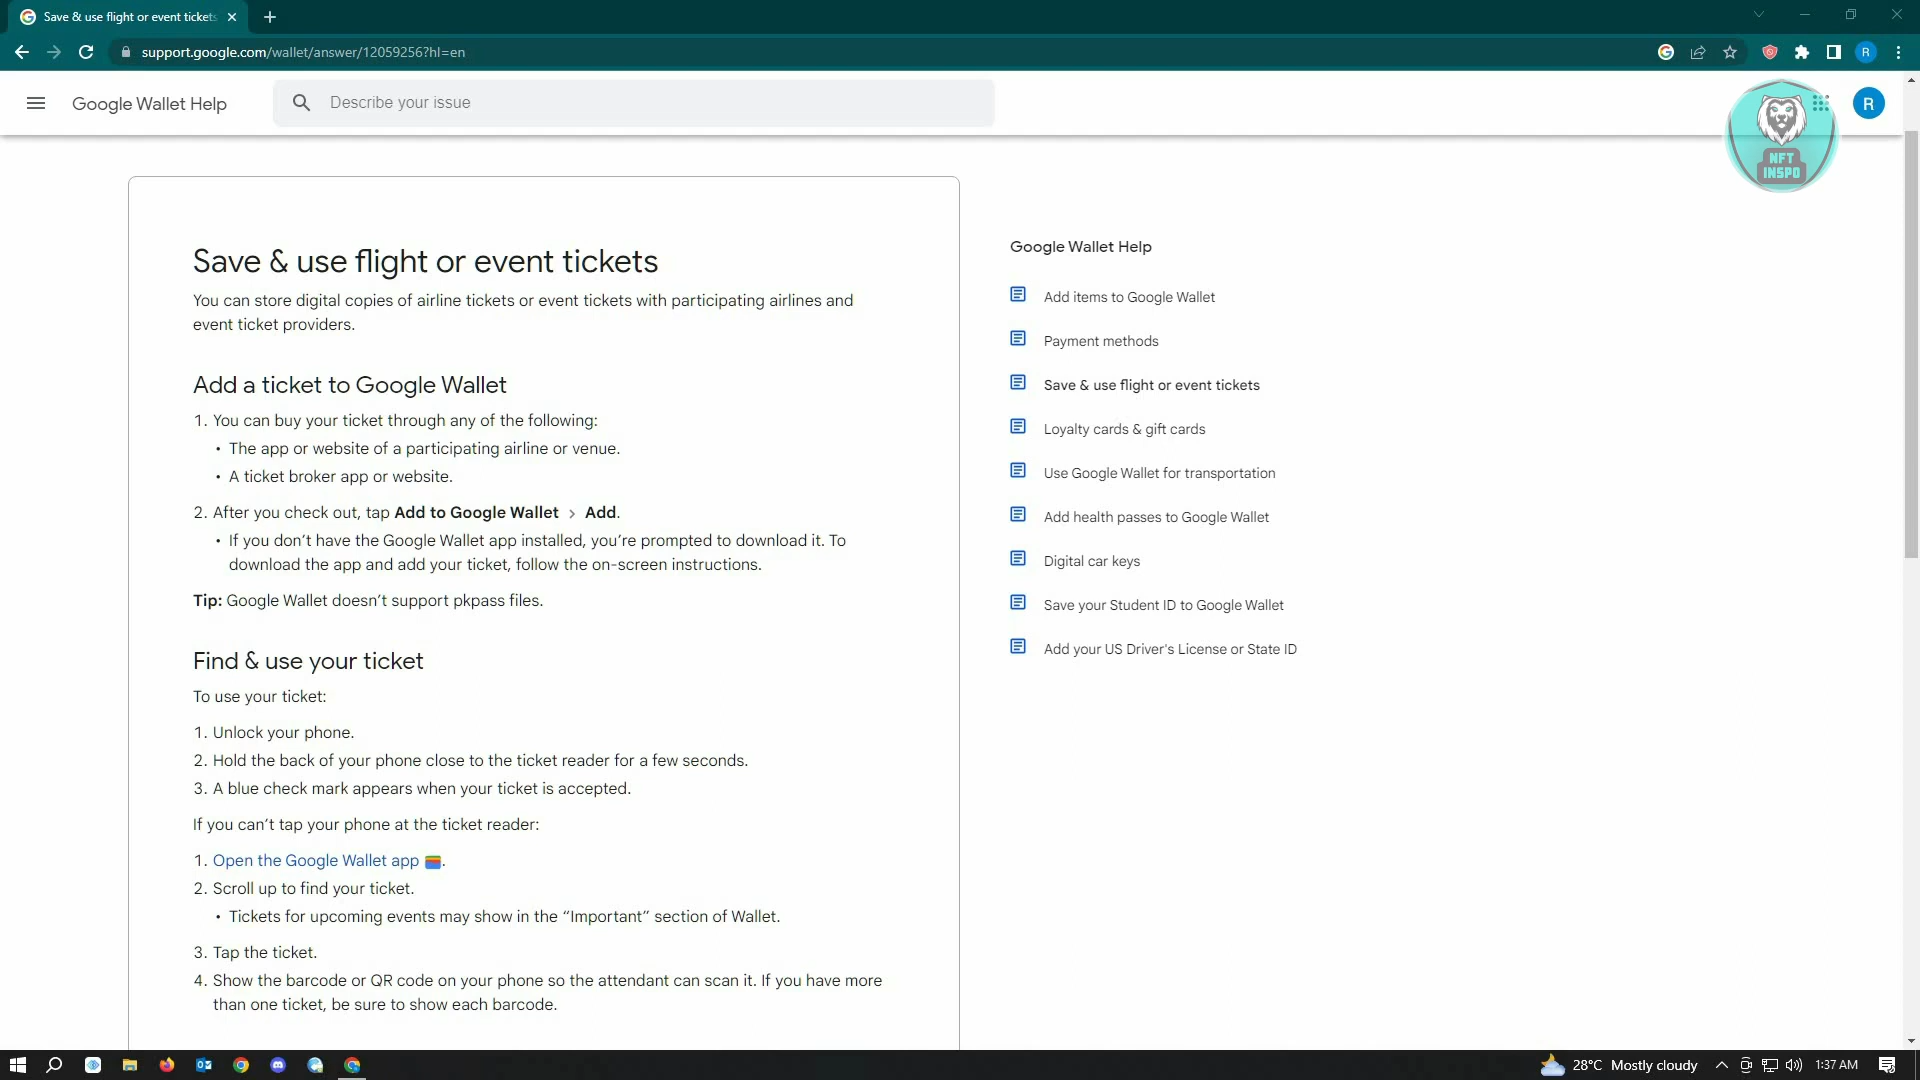 Save & use flight or event tickets
support.google.com/wallet/answer/12059256?hl=en
R
Google Wallet Help
Describe your issue
R
NFT
INSPO
Save & use flight or event tickets
You can store digital copies of airline tickets or event tickets with participating airlines and
event ticket providers.
Add a ticket to Google Wallet
1. You can buy your ticket through any of the following:
• The app or website of a participating airline or venue.
• A ticket broker app or website.
2. After you check out, tap Add to Google Wallet > Add.
• If you don’t have the Google Wallet app installed, you’re prompted to download it. To
download the app and add your ticket, follow the on-screen instructions.
Tip: Google Wallet doesn’t support pkpass files.
Find & use your ticket
To use your ticket:
1. Unlock your phone.
2. Hold the back of your phone close to the ticket reader for a few seconds.
3. A blue check mark appears when your ticket is accepted.
If you can’t tap your phone at the ticket reader:
1. Open the Google Wallet app .
2. Scroll up to find your ticket.
• Tickets for upcoming events may show in the “Important” section of Wallet.
3. Tap the ticket.
4. Show the barcode or QR code on your phone so the attendant can scan it. If you have more
than one ticket, be sure to show each barcode.
Google Wallet Help
Add items to Google Wallet
Payment methods
Save & use flight or event tickets
Loyalty cards & gift cards
Use Google Wallet for transportation
Add health passes to Google Wallet
Digital car keys
Save your Student ID to Google Wallet
Add your US Driver's License or State ID
28°C Mostly cloudy
1:37 AM